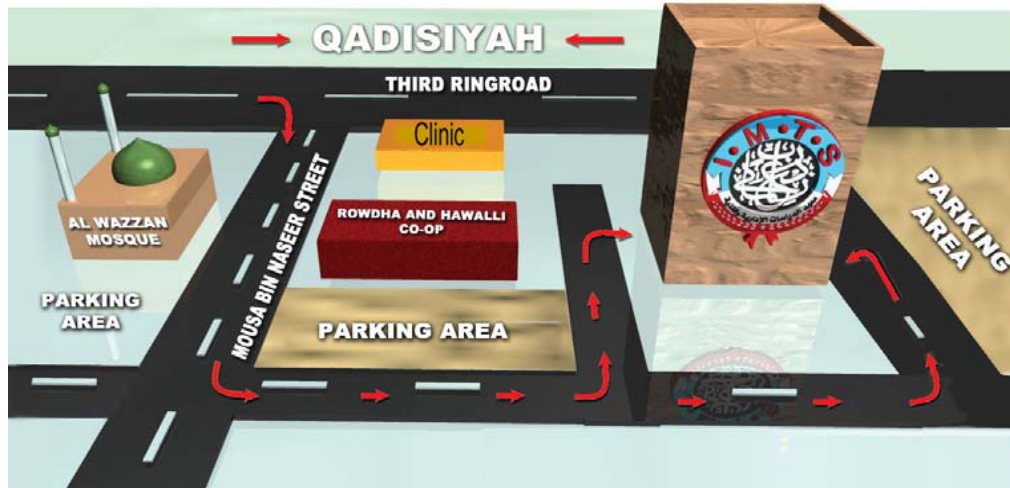 QADISIYAH
THIRD RINGROAD
Clinic
I • M • T • S
AL WAZZAN
MOSQUE
ROWDHA AND HAWALLI
CO-OP
MOUSA BIN NASEER STREET
PARKING
AREA
PARKING
AREA
PARKING AREA